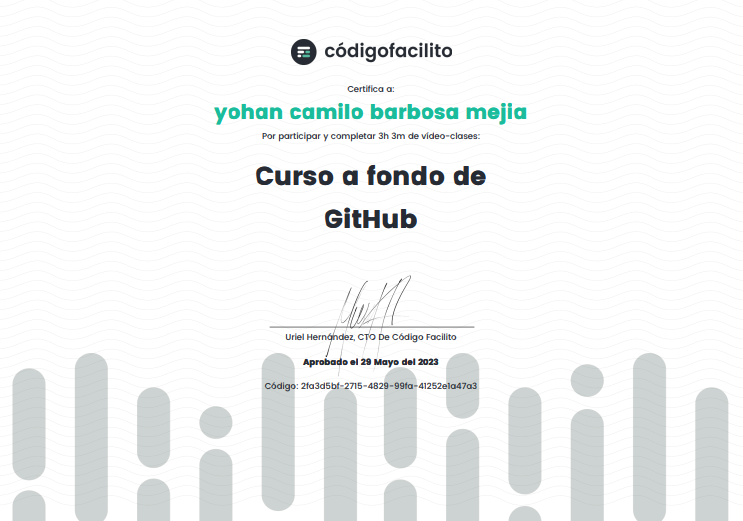 códigofacilito
Certifica a:
yohan camilo barbosa mejia
Por participar y completar 3h 3m de video-clases:
Curso a fondo de
GitHub
Uriel Hernández, CTO De Código Facilito
Aprobado el 29 Mayo del 2023
Código: 2fa3d5bf-2715-4829-99fa-41252e1a47a3